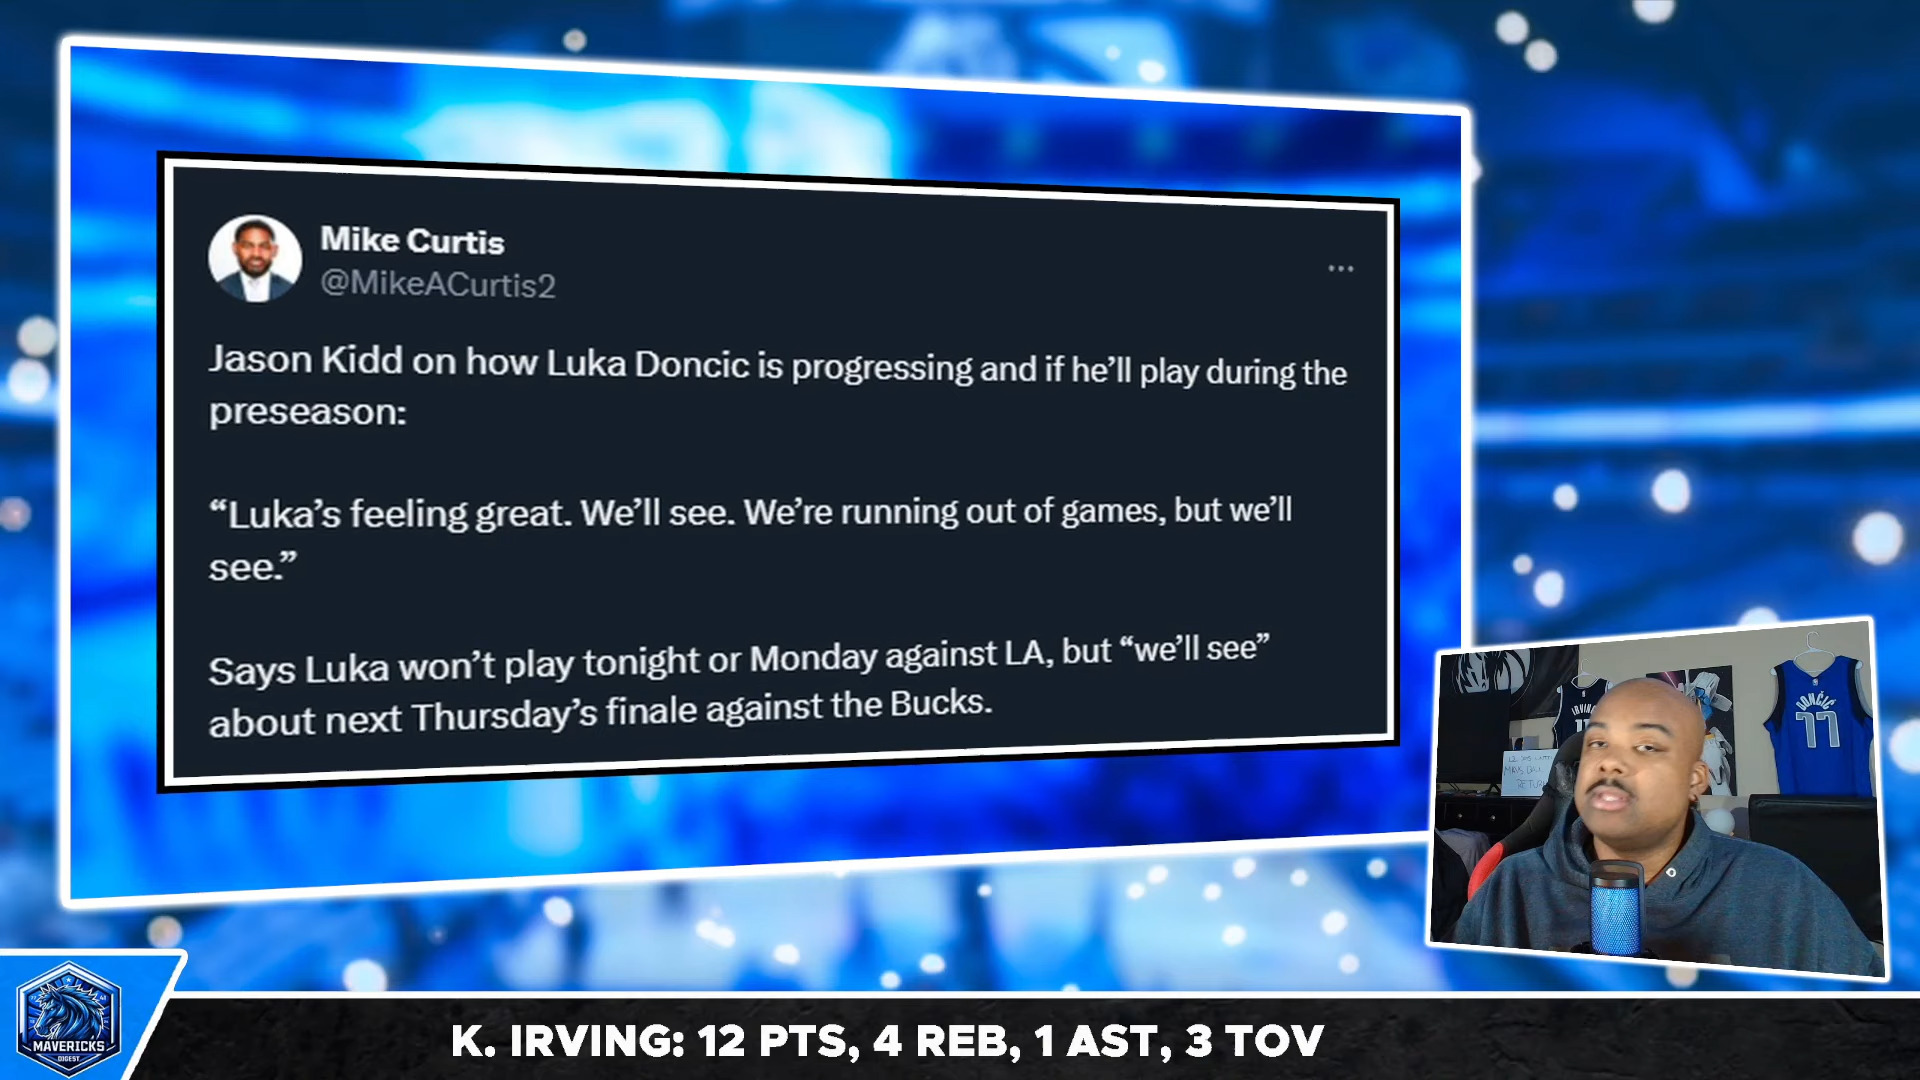 Mike Curtis
@MikeACurtis2
Jason Kidd on how Luka Doncic is progressing and if he’ll play during the
preseason:
“Luka’s feeling great. We’ll see. We’re running out of games, but we’ll
see.”
Says Luka won’t play tonight or Monday against LA, but “we’ll see”
about next Thursday’s finale against the Bucks.
DONČIĆ
77
MAVERICKS
DIGEST
K. IRVING: 12 PTS, 4 REB, 1 AST, 3 TOV